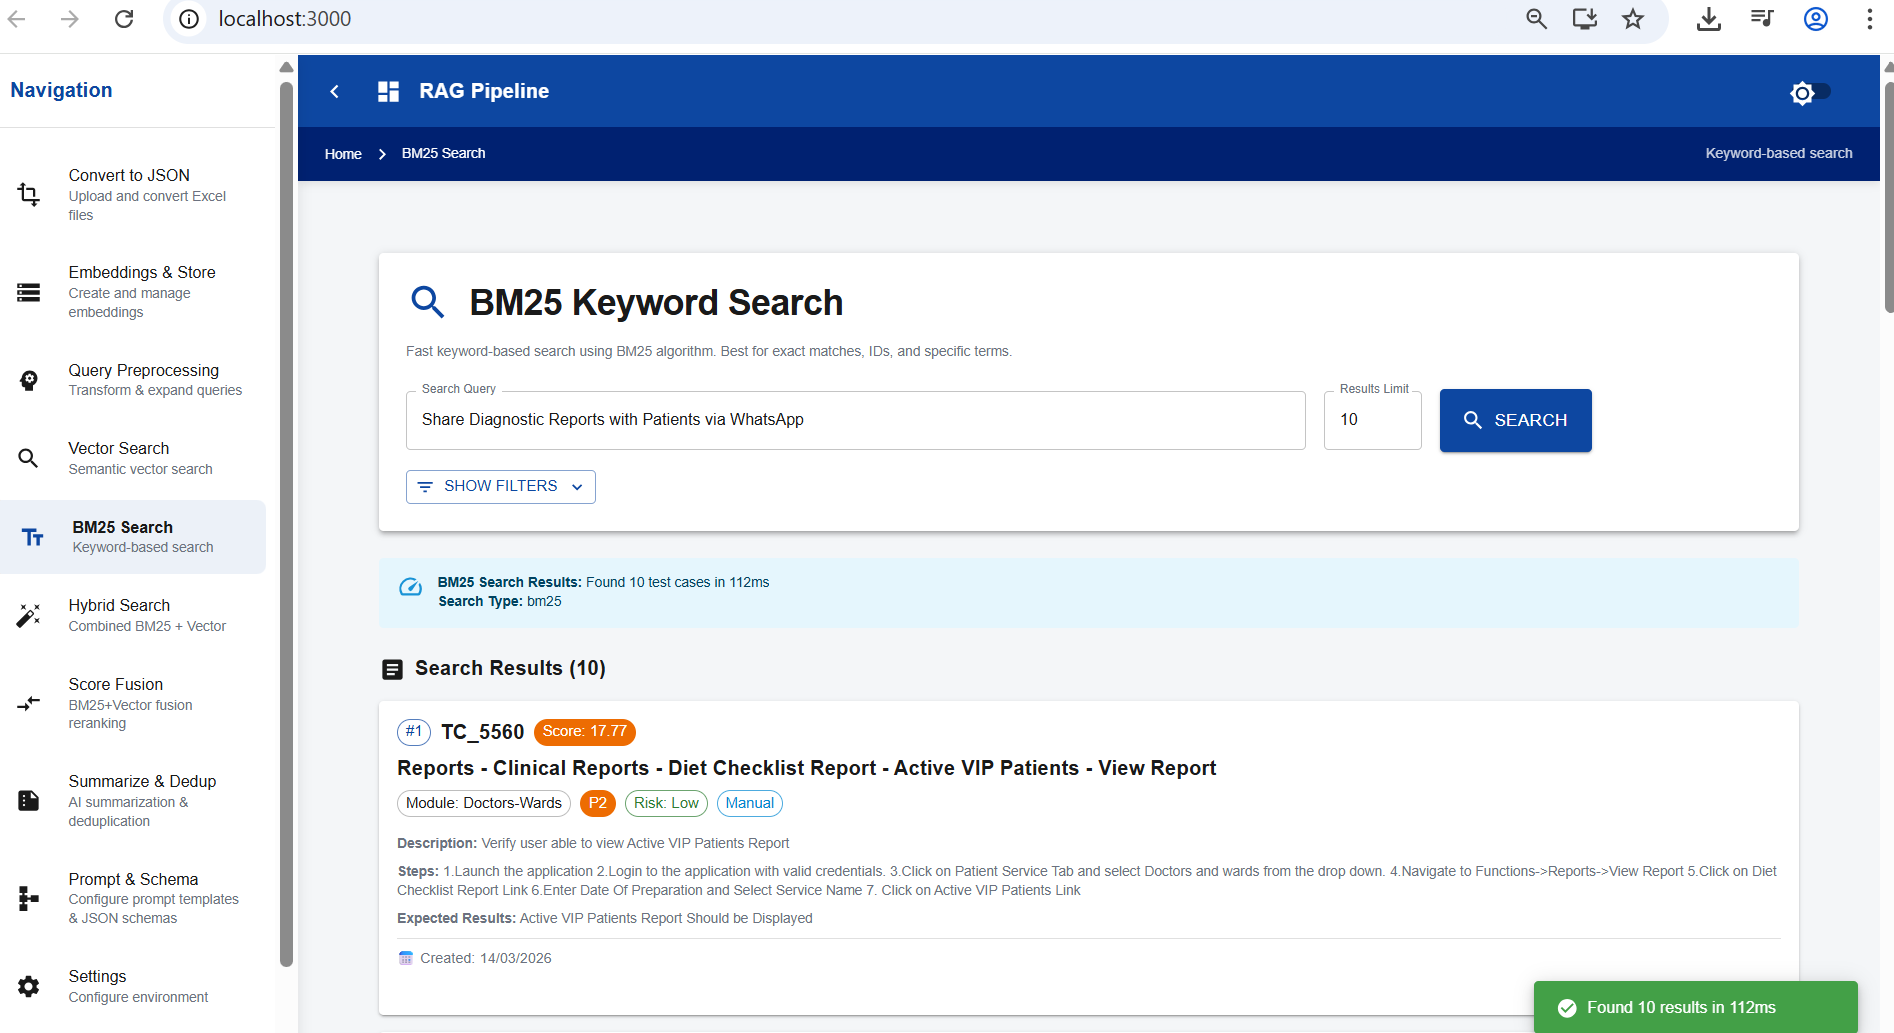 localhost:3000
Navigation
Convert to JSON
Upload and convert Excel
files
Embeddings & Store
Create and manage
embeddings
Query Preprocessing
Transform & expand queries
Vector Search
Semantic vector search
BM25 Search
Keyword-based search
Hybrid Search
Combined BM25 + Vector
Score Fusion
BM25+Vector fusion
reranking
Summarize & Dedup
AI summarization &
deduplication
Prompt & Schema
Configure prompt templates
& JSON schemas
Settings
Configure environment
RAG Pipeline
Home > BM25 Search
Keyword-based search
BM25 Keyword Search
Fast keyword-based search using BM25 algorithm. Best for exact matches, IDs, and specific terms.
Search Query
Share Diagnostic Reports with Patients via WhatsApp
Results Limit
10
SEARCH
SHOW FILTERS
BM25 Search Results: Found 10 test cases in 112ms
Search Type: bm25
Search Results (10)
#1 TC_5560 Score: 17.77
Reports - Clinical Reports - Diet Checklist Report - Active VIP Patients - View Report
Module: Doctors-Wards P2 Risk: Low Manual
Description: Verify user able to view Active VIP Patients Report
Steps: 1.Launch the application 2.Login to the application with valid credentials. 3.Click on Patient Service Tab and select Doctors and wards from the drop down. 4.Navigate to Functions->Reports->View Report 5.Click on Diet
Checklist Report Link 6.Enter Date Of Preparation and Select Service Name 7. Click on Active VIP Patients Link
Expected Results: Active VIP Patients Report Should be Displayed
Created: 14/03/2026
Found 10 results in 112ms